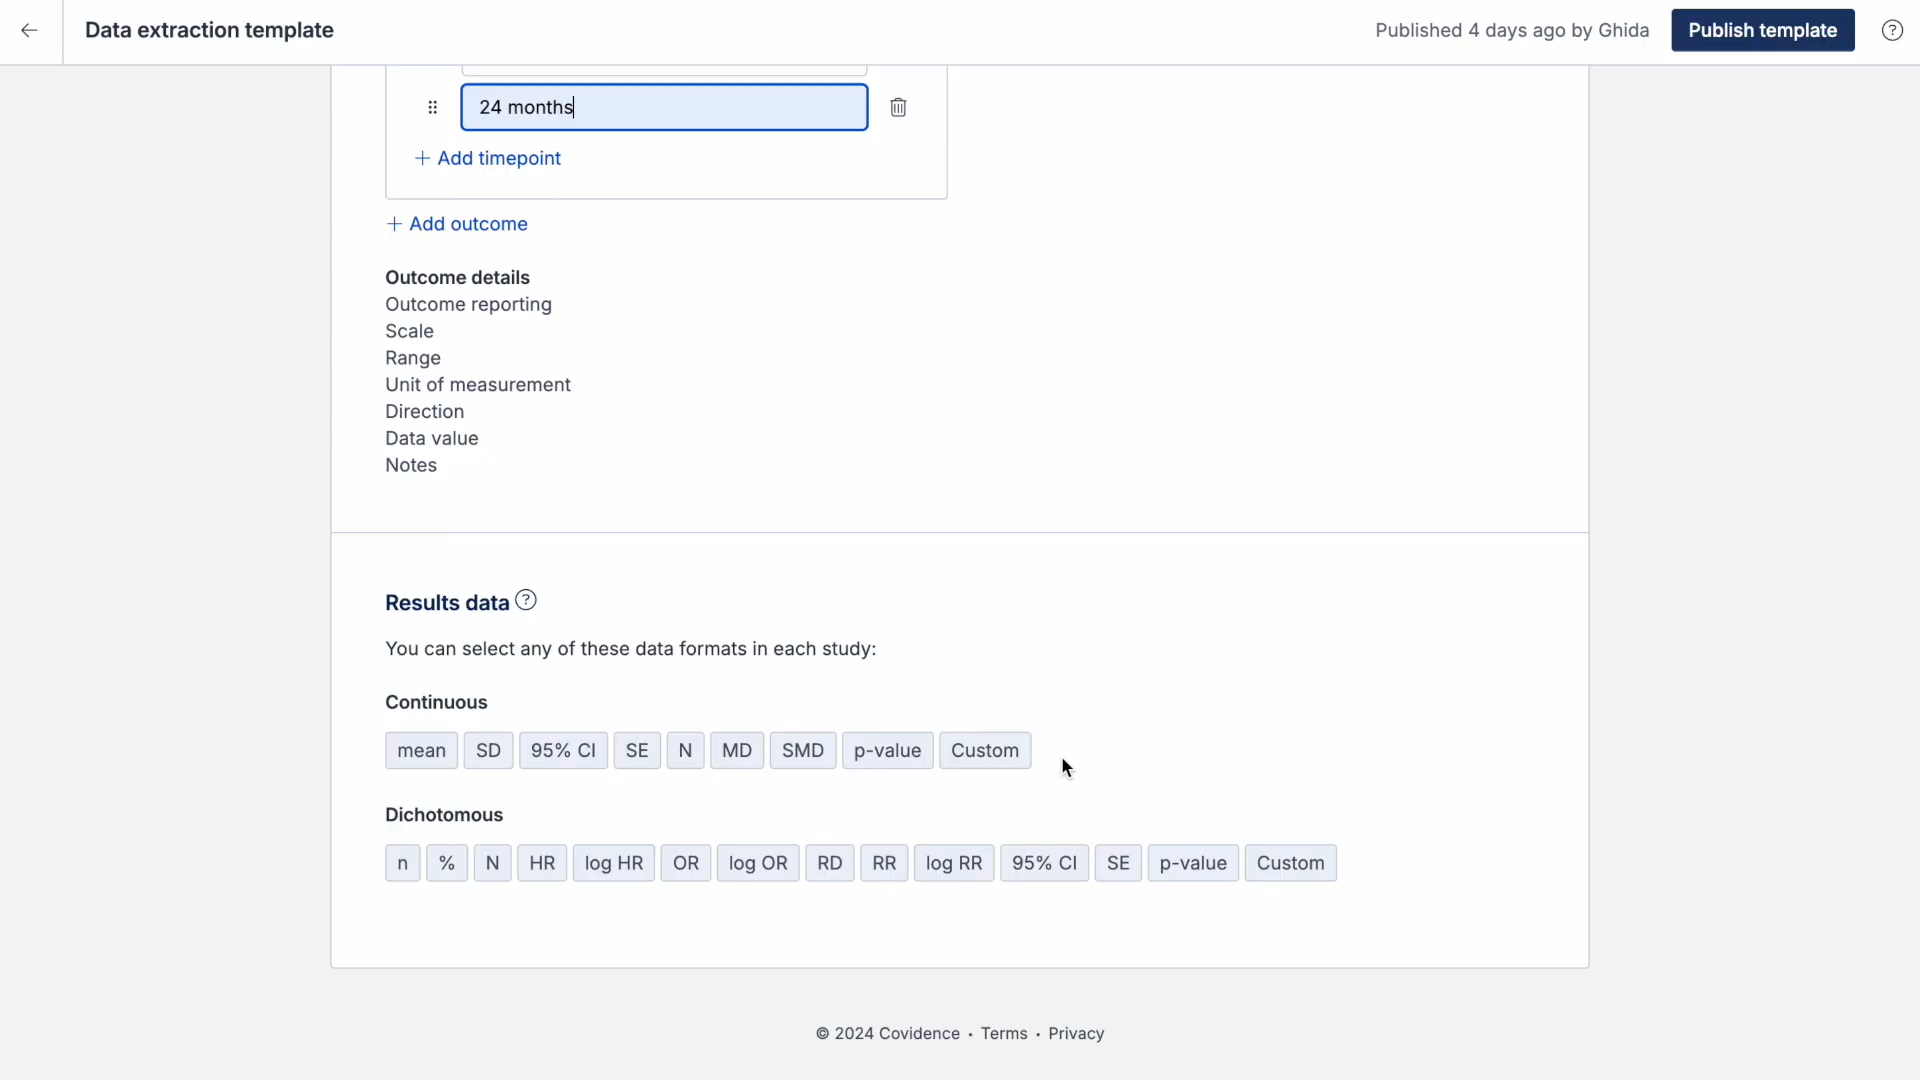 Data extraction template
Published 4 days ago by Ghida
Publish template
?
24 months
+ Add timepoint
+ Add outcome
Outcome details
Outcome reporting
Scale
Range
Unit of measurement
Direction
Data value
Notes
Results data ?
You can select any of these data formats in each study:
Continuous
mean SD 95% CI SE N MD SMD p-value Custom
Dichotomous
n % N HR log HR OR log OR RD RR log RR 95% CI SE p-value Custom
© 2024 Covidence • Terms • Privacy